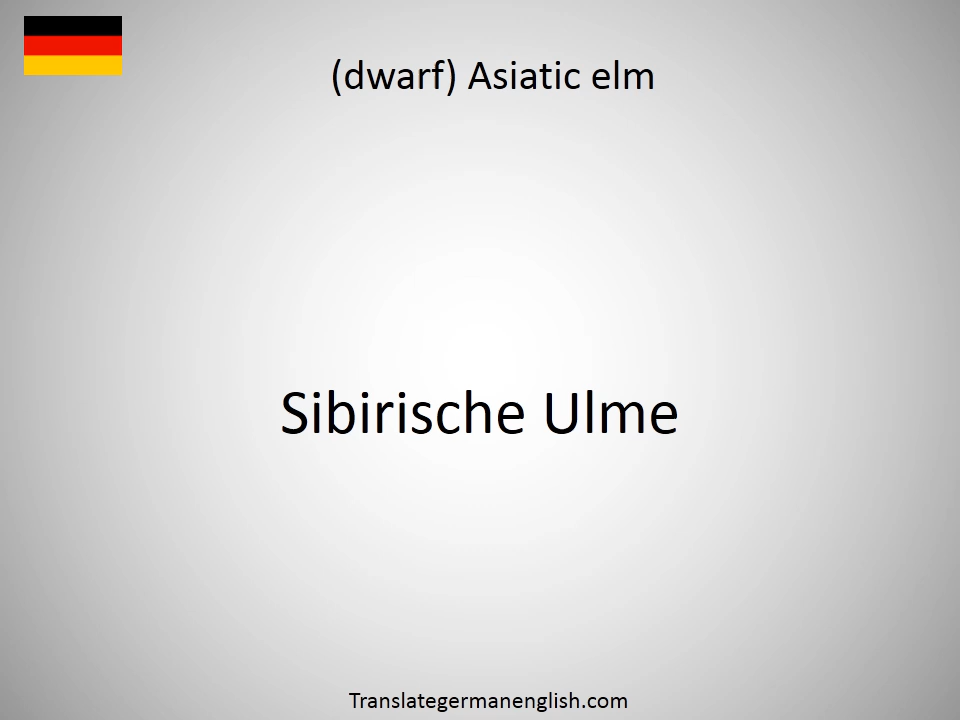 (dwarf) Asiatic elm
Sibirische Ulme
Translategermanenglish.com